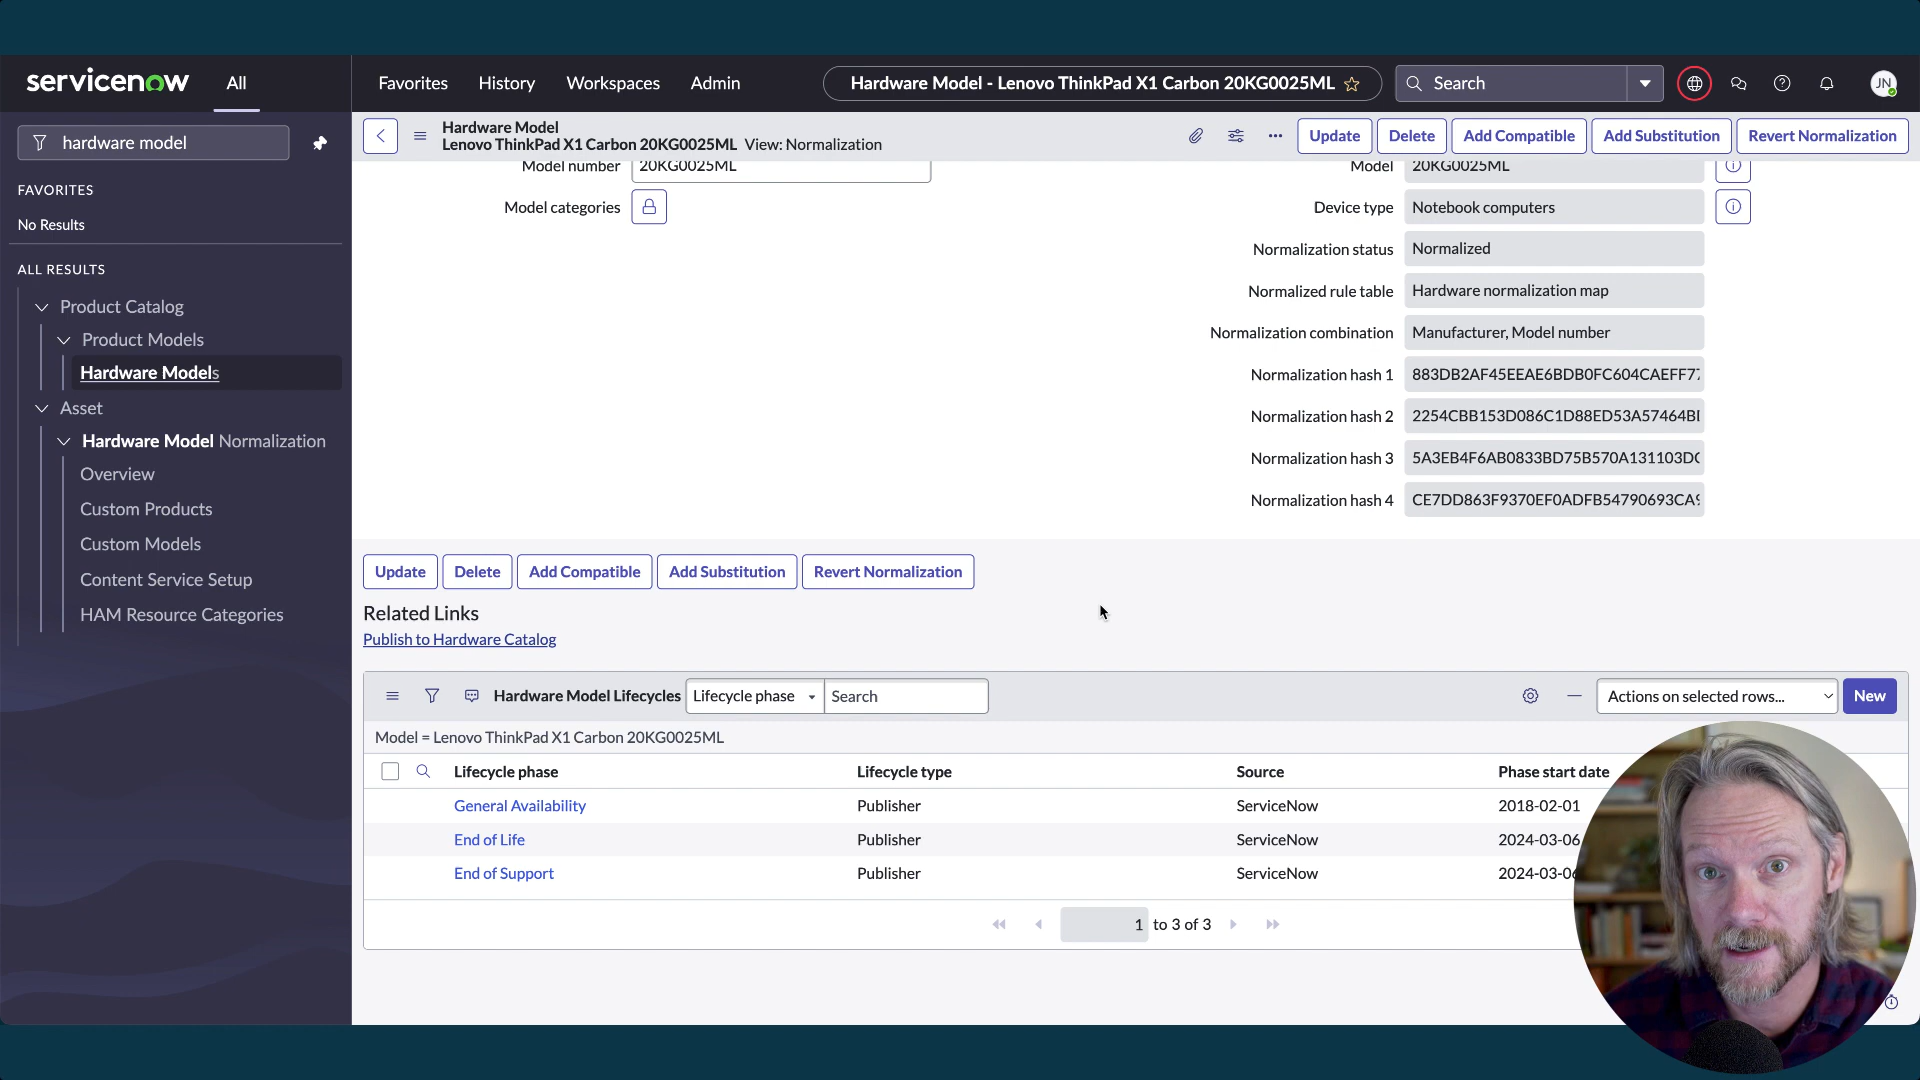 servicenow
All
Favorites
History
Workspaces
Admin
Hardware Model - Lenovo ThinkPad X1 Carbon 20KG0025ML
Search
JN
hardware model
FAVORITES
No Results
ALL RESULTS
Product Catalog
Product Models
Hardware Models
Asset
Hardware Model Normalization
Overview
Custom Products
Custom Models
Content Service Setup
HAM Resource Categories
Hardware Model
Lenovo ThinkPad X1 Carbon 20KG0025ML View: Normalization
Update
Delete
Add Compatible
Add Substitution
Revert Normalization
Model number 20KG0025ML
Model categories
Model 20KG0025ML
Device type Notebook computers
Normalization status Normalized
Normalized rule table Hardware normalization map
Normalization combination Manufacturer, Model number
Normalization hash 1 883DB2AF45EEAE6BDB0FC604CAEFF7
Normalization hash 2 2254CBB153D086C1D88ED53A57464B
Normalization hash 3 5A3EB4F6AB0833BD75B570A131103D
Normalization hash 4 CE7DD863F9370EF0ADFB54790693CA
Update
Delete
Add Compatible
Add Substitution
Revert Normalization
Related Links
Publish to Hardware Catalog
Hardware Model Lifecycles Lifecycle phase Search
Actions on selected rows...
New
Model = Lenovo ThinkPad X1 Carbon 20KG0025ML
Lifecycle phase Lifecycle type Source Phase start date
General Availability Publisher ServiceNow 2018-02-01
End of Life Publisher ServiceNow 2024-03-06
End of Support Publisher ServiceNow 2024-03-0
1 to 3 of 3